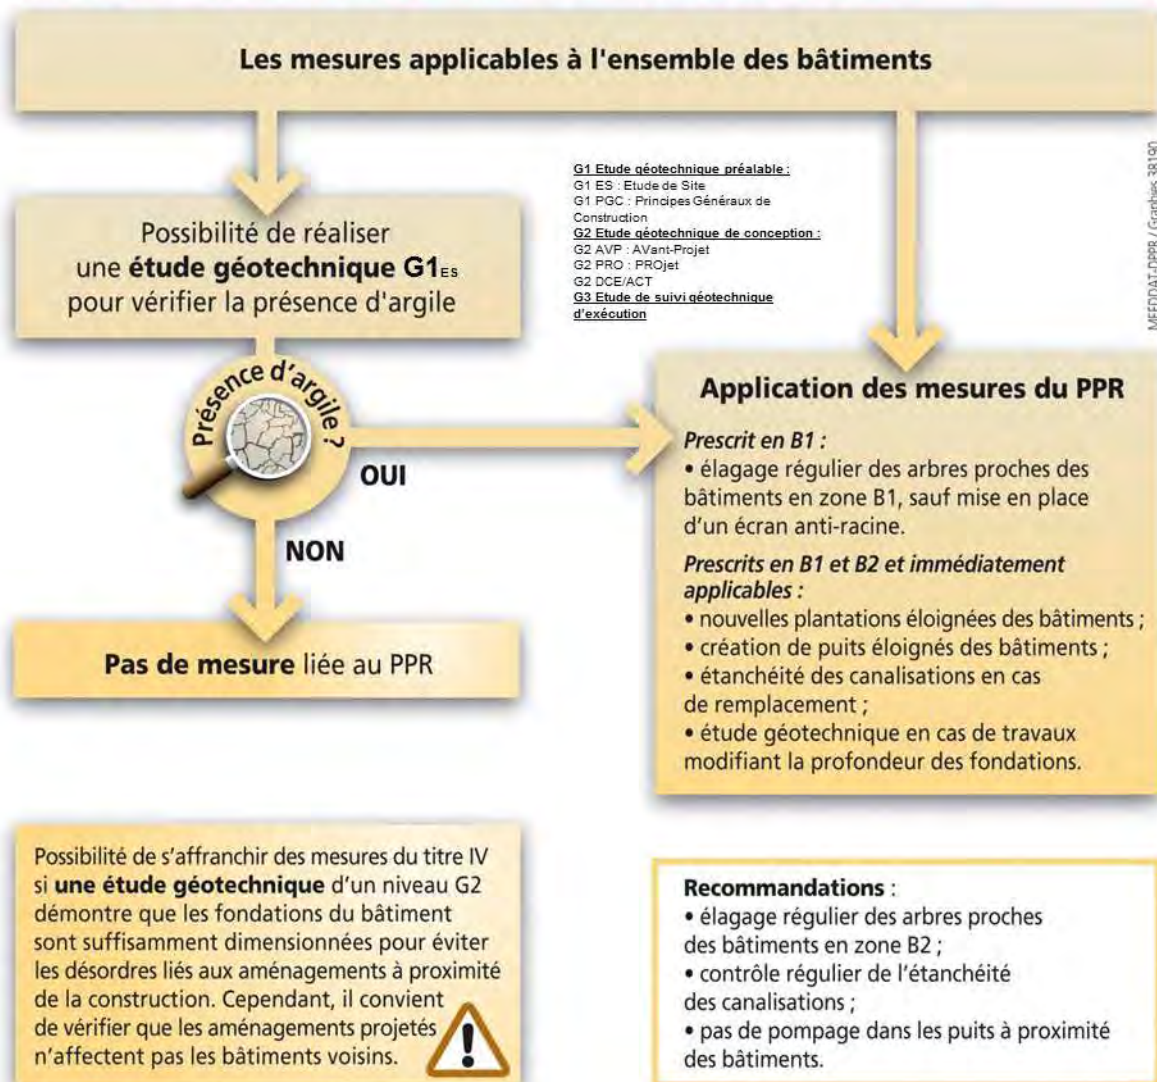 Les mesures applicables à l'ensemble des bâtiments
Possibilité de réaliser
une étude géotechnique G1ES
pour vérifier la présence d'argile
G1 Etude géotechnique préalable :
G1 ES : Etude de Site
G1 PGC : Principes Généraux de
Construction
G2 Etude géotechnique de conception :
G2 AVP : AVant-Projet
G2 PRO : PROjet
G2 DCE/ACT
G3 Etude de suivi géotechnique
d'exécution
MEEDDAT-DPPR / Graphies 38190
Présence d'argile ?
OUI
NON
Pas de mesure liée au PPR
Application des mesures du PPR
Prescrit en B1 :
• élagage régulier des arbres proches des
bâtiments en zone B1, sauf mise en place
d'un écran anti-racine.
Prescrits en B1 et B2 et immédiatement
applicables :
• nouvelles plantations éloignées des bâtiments ;
• création de puits éloignés des bâtiments ;
• étanchéité des canalisations en cas
de remplacement ;
• étude géotechnique en cas de travaux
modifiant la profondeur des fondations.
Possibilité de s'affranchir des mesures du titre IV
si une étude géotechnique d'un niveau G2
démontre que les fondations du bâtiment
sont suffisamment dimensionnées pour éviter
les désordres liés aux aménagements à proximité
de la construction. Cependant, il convient
de vérifier que les aménagements projetés
n'affectent pas les bâtiments voisins.
!
Recommandations :
• élagage régulier des arbres proches
des bâtiments en zone B2 ;
• contrôle régulier de l'étanchéité
des canalisations ;
• pas de pompage dans les puits à proximité
des bâtiments.